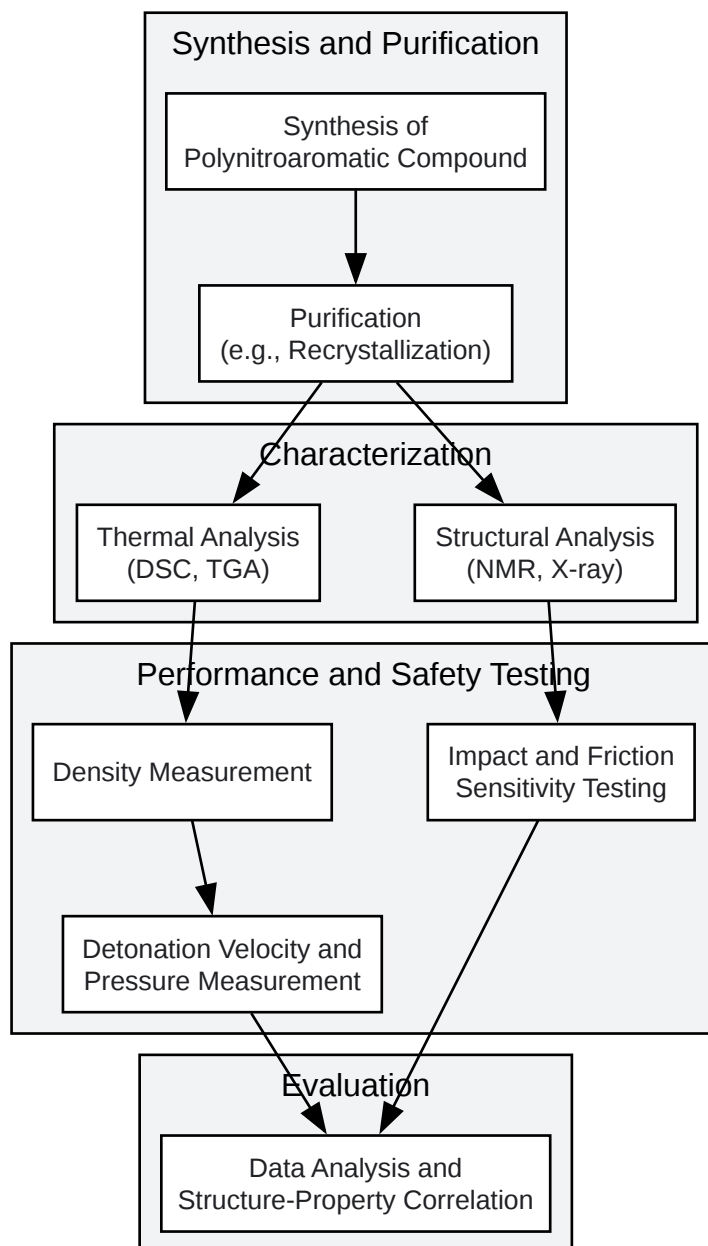 Synthesis and Purification
Synthesis of
Polynitroaromatic Compound
Purification
(e.g., Recrystallization)
Characterization
Thermal Analysis
(DSC, TGA)
Structural Analysis
(NMR, X-ray)
Performance and Safety Testing
Density Measurement
Impact and Friction
Sensitivity Testing
Detonation Velocity and
Pressure Measurement
Evaluation
Data Analysis and
Structure-Property Correlation